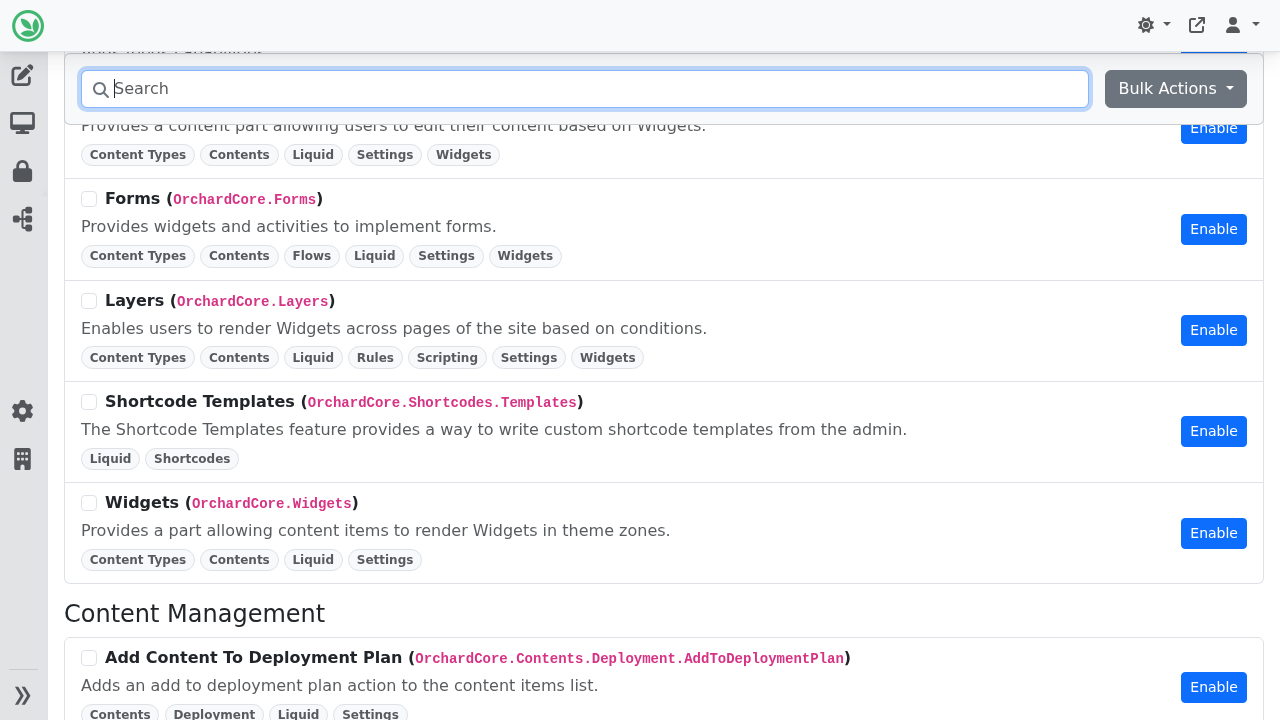 Search
Bulk Actions
Provides a content part allowing users to edit their content based on Widgets.
Enable
Content Types Contents Liquid Settings Widgets
Forms (OrchardCore.Forms)
Provides widgets and activities to implement forms.
Enable
Content Types Contents Flows Liquid Settings Widgets
Layers (OrchardCore.Layers)
Enables users to render Widgets across pages of the site based on conditions.
Enable
Content Types Contents Liquid Rules Scripting Settings Widgets
Shortcode Templates (OrchardCore.Shortcodes.Templates)
The Shortcode Templates feature provides a way to write custom shortcode templates from the admin.
Enable
Liquid Shortcodes
Widgets (OrchardCore.Widgets)
Provides a part allowing content items to render Widgets in theme zones.
Enable
Content Types Contents Liquid Settings
Content Management
Add Content To Deployment Plan (OrchardCore.Contents.Deployment.AddToDeploymentPlan)
Adds an add to deployment plan action to the content items list.
Enable
Contents Deployment Liquid Settings